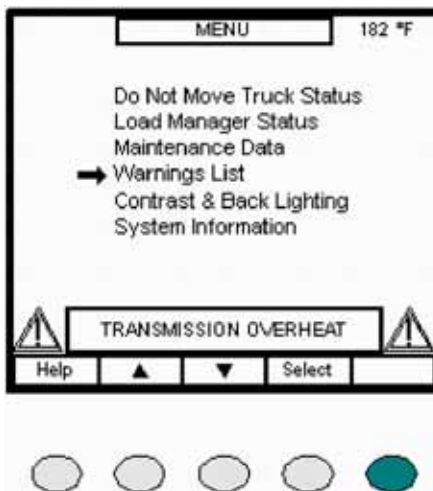 MENU 182 °F
Do Not Move Truck Status
Load Manager Status
Maintenance Data
➡ Warnings List
Contrast & Back Lighting
System Information
TRANSMISSION OVERHEAT
Help ▲ ▼ Select